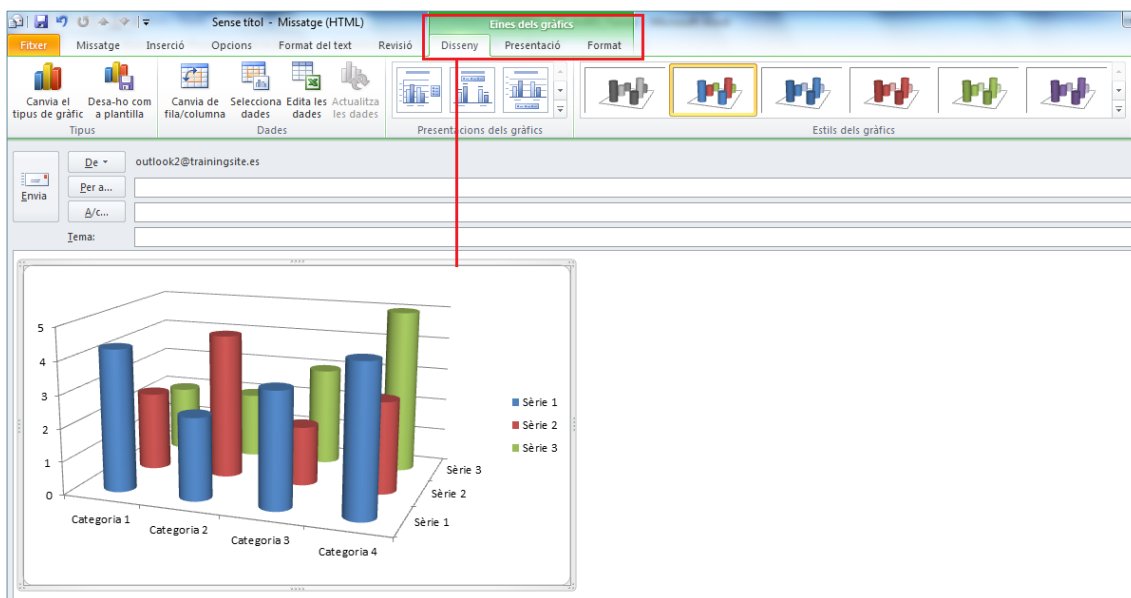 Sense títol - Missatge (HTML)
Eines dels gràfics
Fitxer Missatge Inserció Opcions Format del text Revisió Disseny Presentació Format
Canvia el tipus de gràfic
Desa-ho com a plantilla
Canvia de fila/columna
Selecciona dades
Edita les dades
Actualitza les dades
Tipus Dades Presentacions dels gràfics Estils dels gràfics
De outlook2@trainingsite.es
Envia
Per a...
A/c...
Tema:
5
4
3
2
1
0
Sèrie 1
Sèrie 2
Sèrie 3
Sèrie 3
Sèrie 2
Sèrie 1
Categoria 1
Categoria 2
Categoria 3
Categoria 4